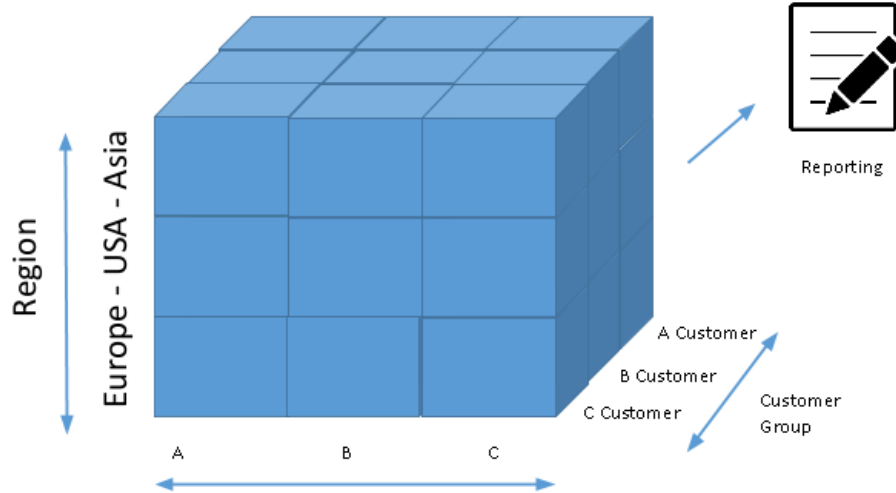 Reporting
Region
Europe - USA - Asia
A Customer
B Customer
C Customer
Customer
Group
A B C